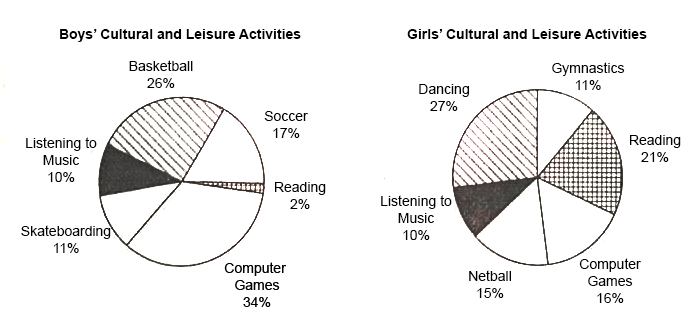 Boys' Cultural and Leisure Activities
Basketball
26%
Soccer
17%
Listening to
Music
10%
Reading
2%
Skateboarding
11%
Computer
Games
34%
Girls' Cultural and Leisure Activities
Gymnastics
11%
Dancing
27%
Reading
21%
Listening to
Music
10%
Netball
15%
Computer
Games
16%